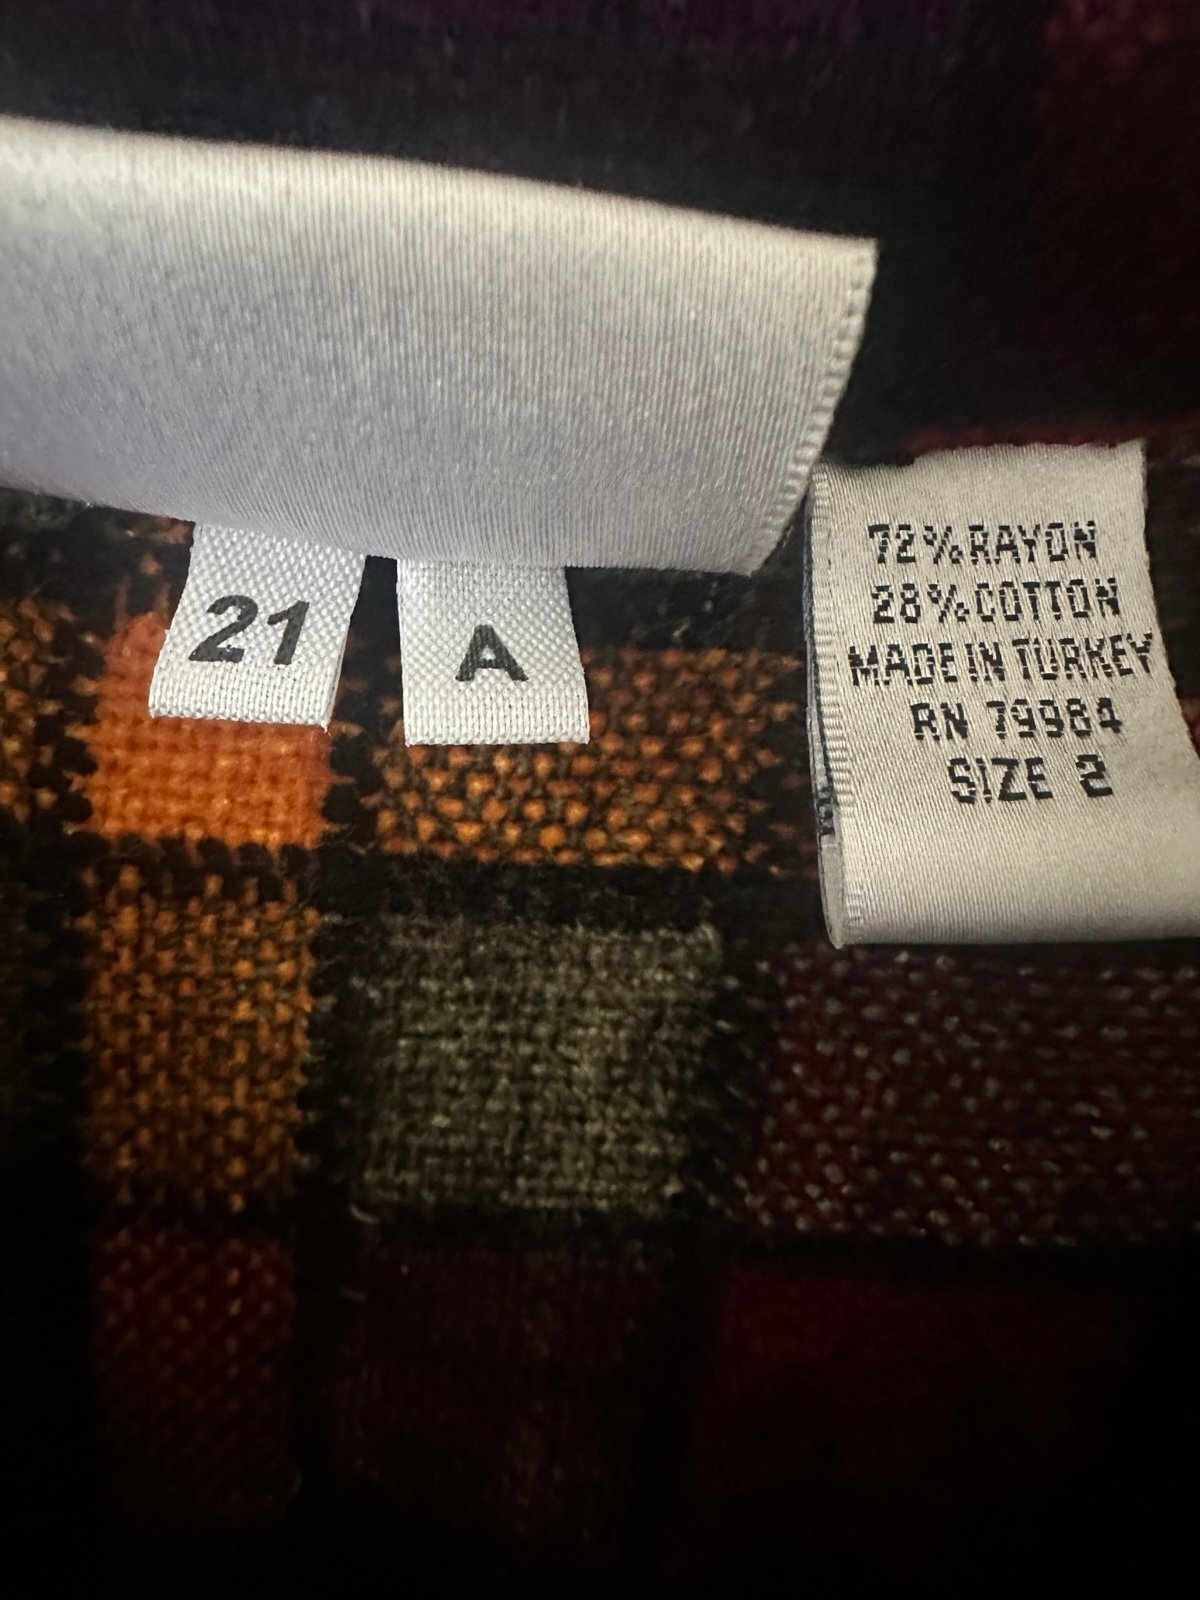 21
A
72% RAYON
28% COTTON
MADE IN TURKEY
RN 79984
SIZE 2